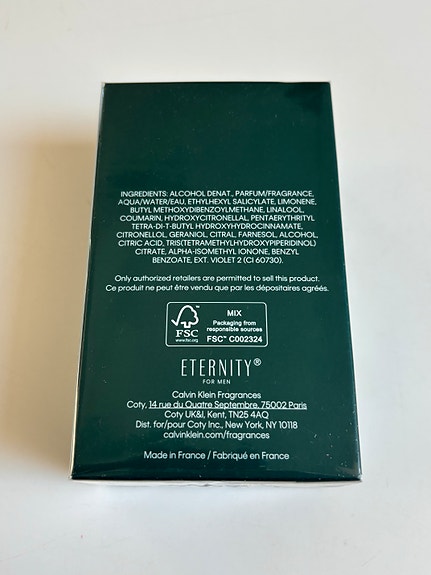 INGREDIENTS: ALCOHOL DENAT., PARFUM/FRAGRANCE,
AQUA/WATER/EAU, ETHYLHEXYL SALICYLATE, LIMONENE,
BUTYL METHOXYDIBENZOYLMETHANE, LINALOOL,
COUMARIN, HYDROXYCITRONELLAL, PENTAERYTHRITYL
TETRA-DI-T-BUTYL HYDROXYHYDROCINNAMATE,
CITRONELLOL, GERANIOL, CITRAL, FARNESOL, ALCOHOL,
CITRIC ACID, TRIS(TETRAMETHYLHYDROXYPIPERIDINOL)
CITRATE, ALPHA-ISOMETHYL IONONE, BENZYL
BENZOATE, EXT. VIOLET 2 (CI 60730).
Only authorized retailers are permitted to sell this product.
Ce produit ne peut être vendu que par les dépositaires agréés.
FSC
www.fsc.org
MIX
Packaging from
responsible sources
FSC™ C002324
ETERNITY®
FOR MEN
Calvin Klein Fragrances
Coty, 14 rue du Quatre Septembre, 75002 Paris
Coty UK&I, Kent, TN25 4AQ
Dist. for/pour Coty Inc., New York, NY 10118
calvinklein.com/fragrances
Made in France / Fabriqué en France